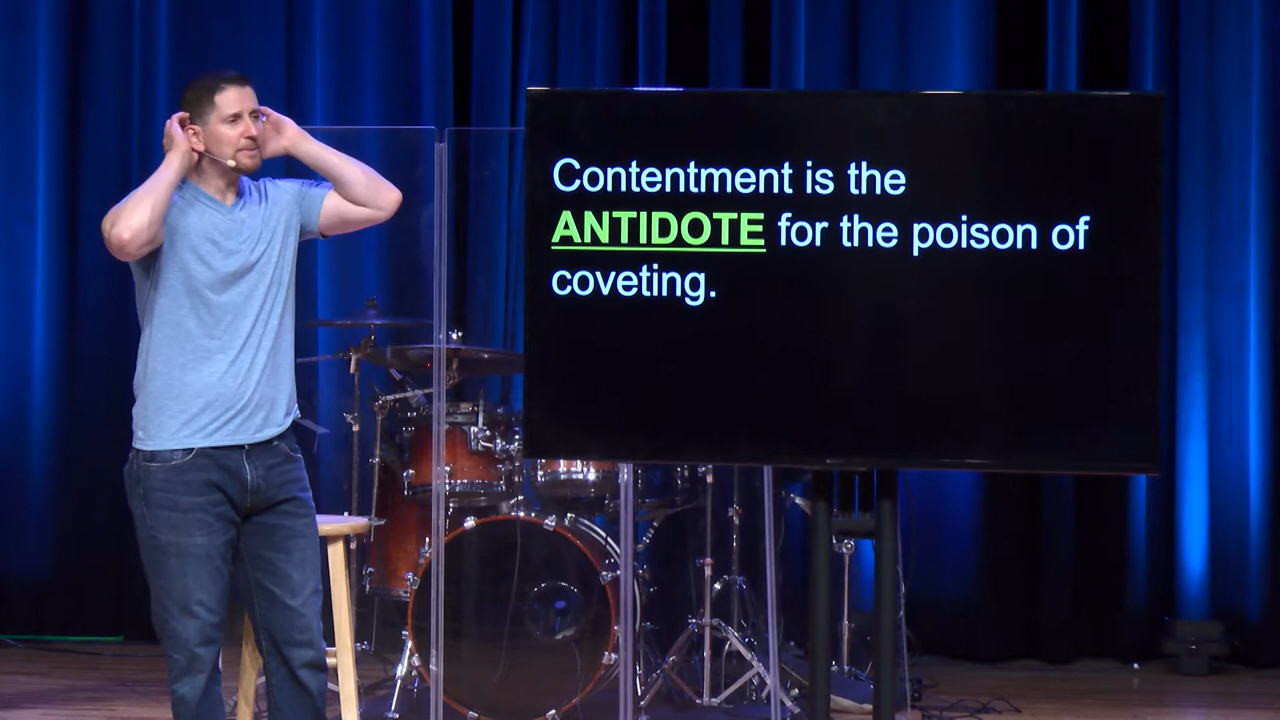 Contentment is the
ANTIDOTE for the poison of
coveting.